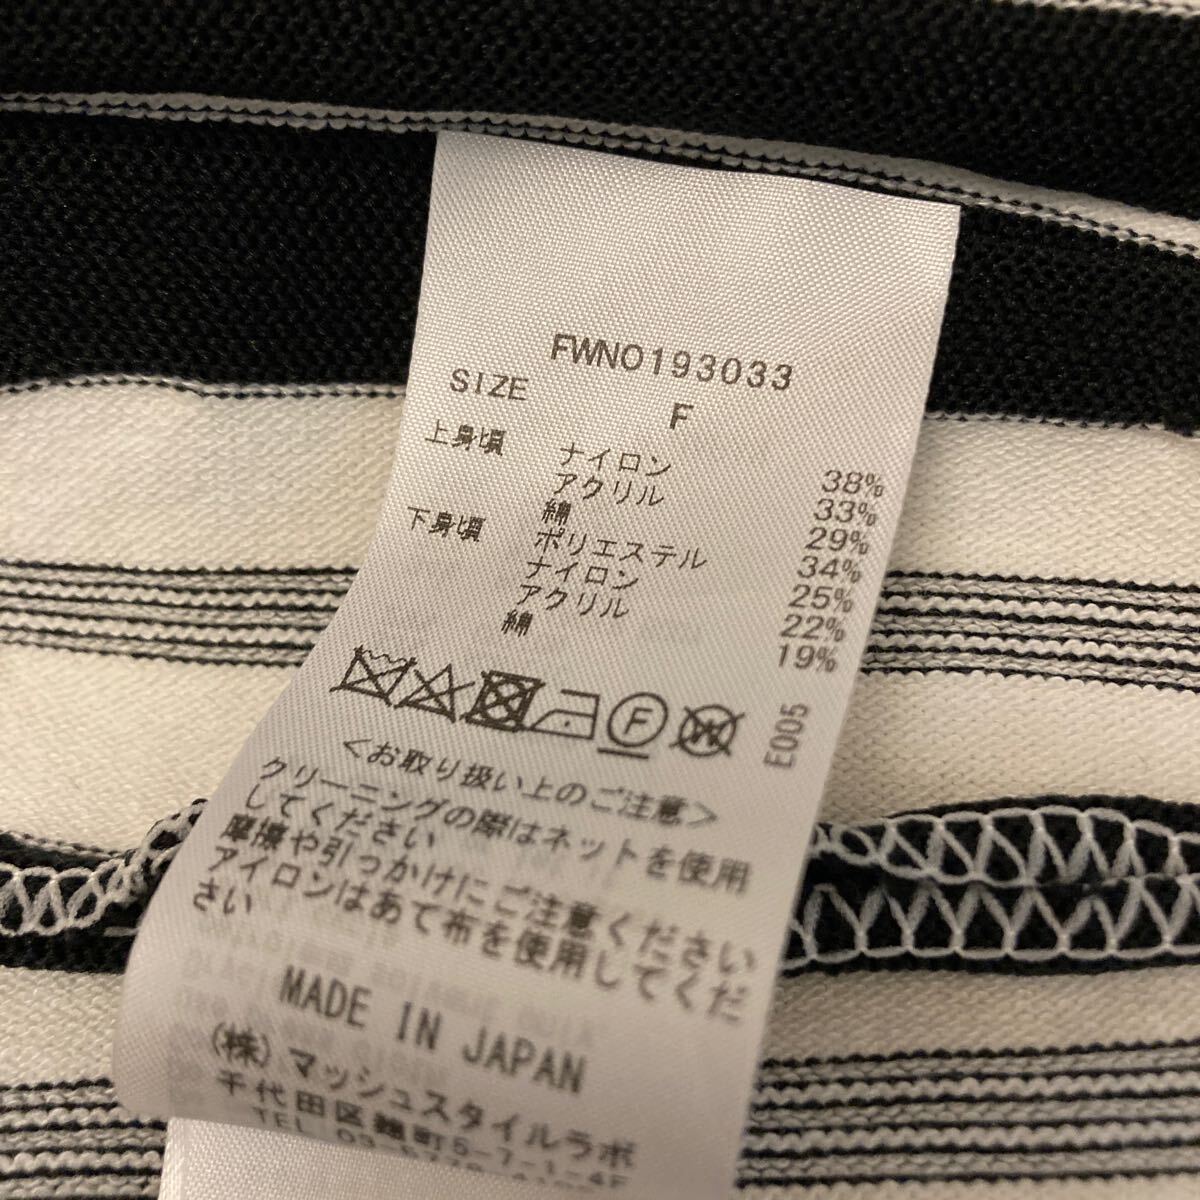 FWNO193033
SIZE F
上身頃 ナイロン 38%
アクリル 33%
綿 29%
下身頃 ポリエステル 34%
ナイロン 25%
アクリル 22%
綿 19%
F W
E005
<お取り扱い上のご注意>
クリーニングの際はネットを使用
してください
摩擦や引っかけにご注意ください
アイロンはあて布を使用してくだ
さい
MADE IN JAPAN
(株)マッシュスタイルラボ
千代田区麹町5-7-1-4F
TEL 03-